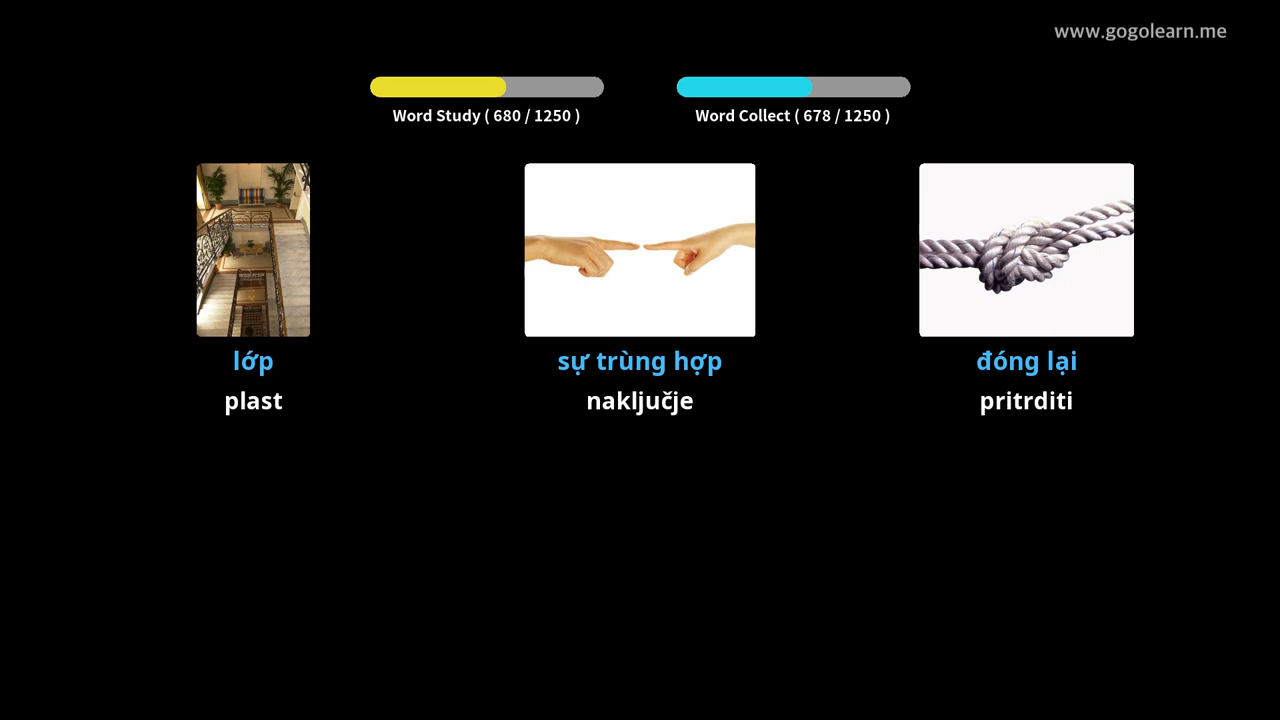 www.gogolearn.me
Word Study ( 680 / 1250 )
Word Collect ( 678 / 1250 )
lớp
sự trùng hợp
đóng lại
plast
naključje
pritrditi